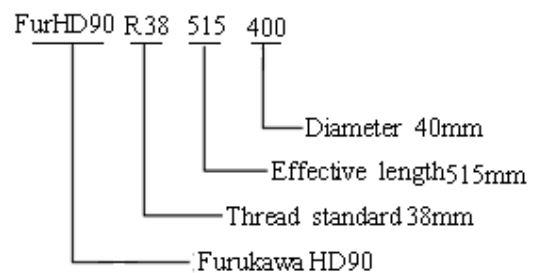 FurHD90 R38 515 400
Diameter 40mm
Effective length515mm
Thread standard 38mm
Furukawa HD90